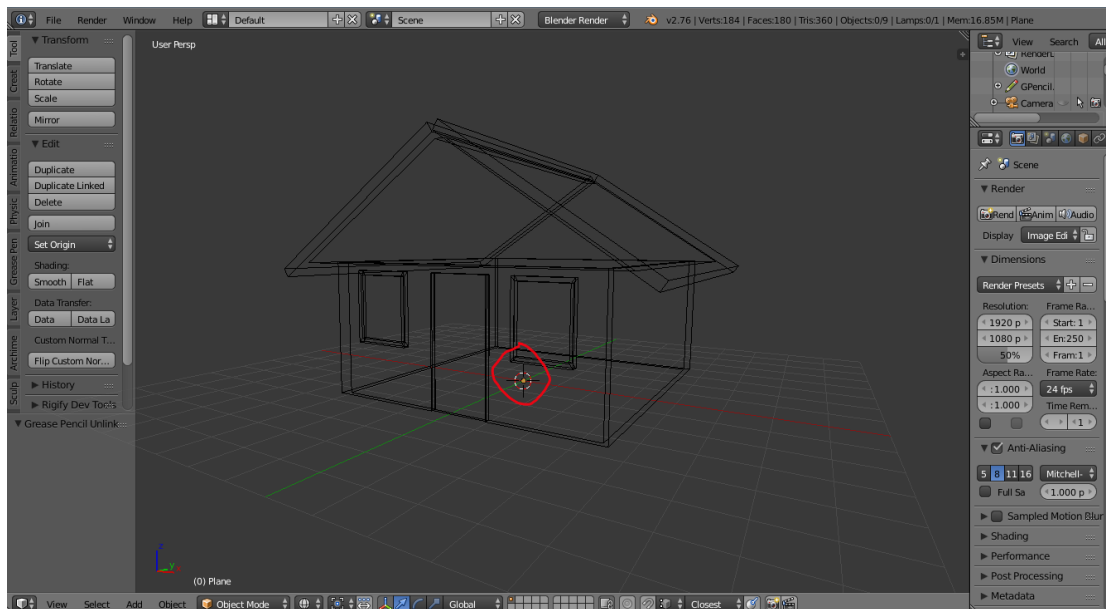 File Render Window Help Default Scene Blender Render v2.76 | Verts:184 | Faces:180 | Tris:360 | Objects:0/9 | Lamps:0/1 | Mem:16.85M | Plane
Tool
Creat
Relatio
Animatio
Physic
Grease Pen
Layer
Archime
Sculp
Transform
Translate
Rotate
Scale
Mirror
Edit
Duplicate
Duplicate Linked
Delete
Join
Set Origin
Shading:
Smooth Flat
Data Transfer:
Data Data La
Custom Normal T...
Flip Custom Nor...
History
Rigify Dev Tools
Grease Pencil Unlink
User Persp
z
y
(0) Plane
View Select Add Object Object Mode Global Closest
View Search All
RenderL
World
GPencil.
Camera
Scene
Render
Rend Anim Audio
Display Image Edi
Dimensions
Render Presets
Resolution: Frame Ra...
1920 p Start: 1
1080 p En:250
50% Fram:1
Aspect Ra... Frame Rate:
:1.000 24 fps
:1.000 Time Rem...
1
Anti-Aliasing
5 8 11 16 Mitchell-
Full Sa 1.000 p
Sampled Motion Blur
Shading
Performance
Post Processing
Metadata